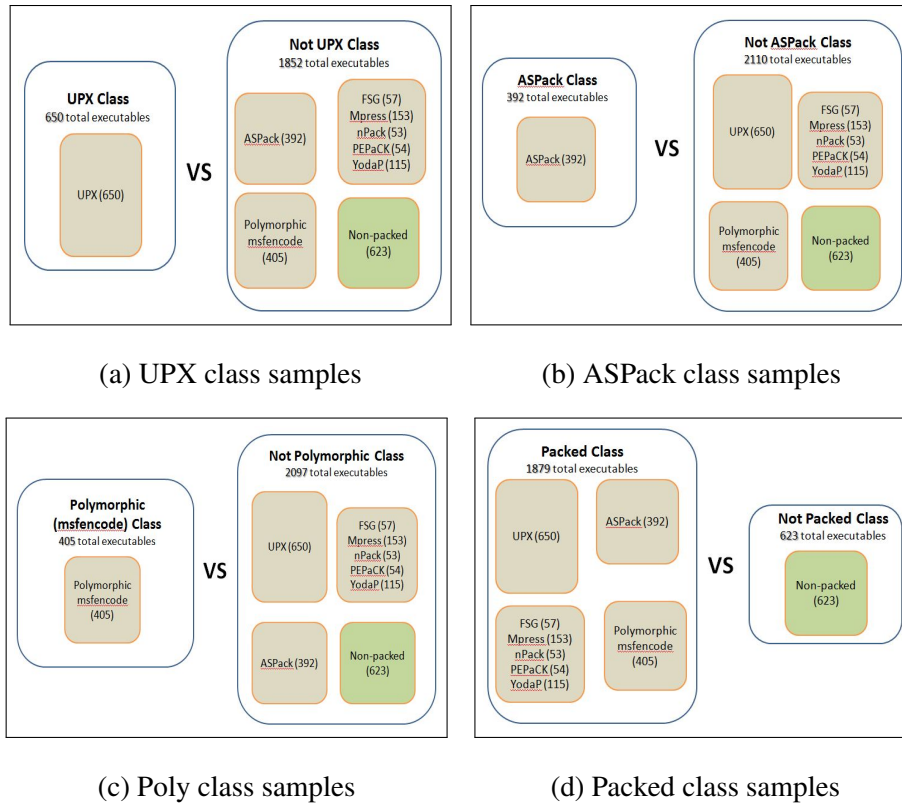 UPX Class
650 total executables
UPX (650)
VS
Not UPX Class
1852 total executables
ASPack (392)
FSG (57)
Mpress (153)
nPack (53)
PEPaCK (54)
YodaP (115)
Polymorphic
msfencode
(405)
Non-packed
(623)
(a) UPX class samples
ASPack Class
392 total executables
ASPack (392)
VS
Not ASPack Class
2110 total executables
UPX (650)
FSG (57)
Mpress (153)
nPack (53)
PEPaCK (54)
YodaP (115)
Polymorphic
msfencode
(405)
Non-packed
(623)
(b) ASPack class samples
Polymorphic
(msfencode) Class
405 total executables
Polymorphic
msfencode
(405)
VS
Not Polymorphic Class
2097 total executables
UPX (650)
FSG (57)
Mpress (153)
nPack (53)
PEPaCK (54)
YodaP (115)
ASPack (392)
Non-packed
(623)
(c) Poly class samples
Packed Class
1879 total executables
UPX (650)
ASPack (392)
FSG (57)
Mpress (153)
nPack (53)
PEPaCK (54)
YodaP (115)
Polymorphic
msfencode
(405)
VS
Not Packed Class
623 total executables
Non-packed
(623)
(d) Packed class samples